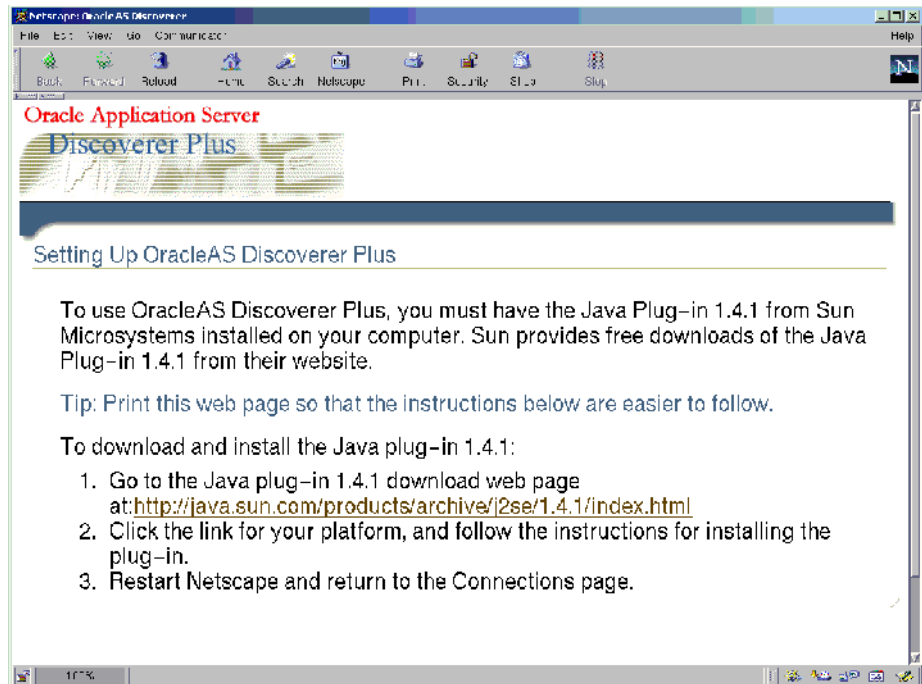 Netscape: OracleAS Discoverer
File Edit View Go Communicator Help
Back Forward Reload Home Search Netscape Print Security Shop Stop
N
Oracle Application Server
Discoverer Plus
Setting Up OracleAS Discoverer Plus
To use OracleAS Discoverer Plus, you must have the Java Plug-in 1.4.1 from Sun
Microsystems installed on your computer. Sun provides free downloads of the Java
Plug-in 1.4.1 from their website.
Tip: Print this web page so that the instructions below are easier to follow.
To download and install the Java plug-in 1.4.1:
1. Go to the Java plug-in 1.4.1 download web page
at:http://java.sun.com/products/archive/j2se/1.4.1/index.html
2. Click the link for your platform, and follow the instructions for installing the
plug-in.
3. Restart Netscape and return to the Connections page.
100%